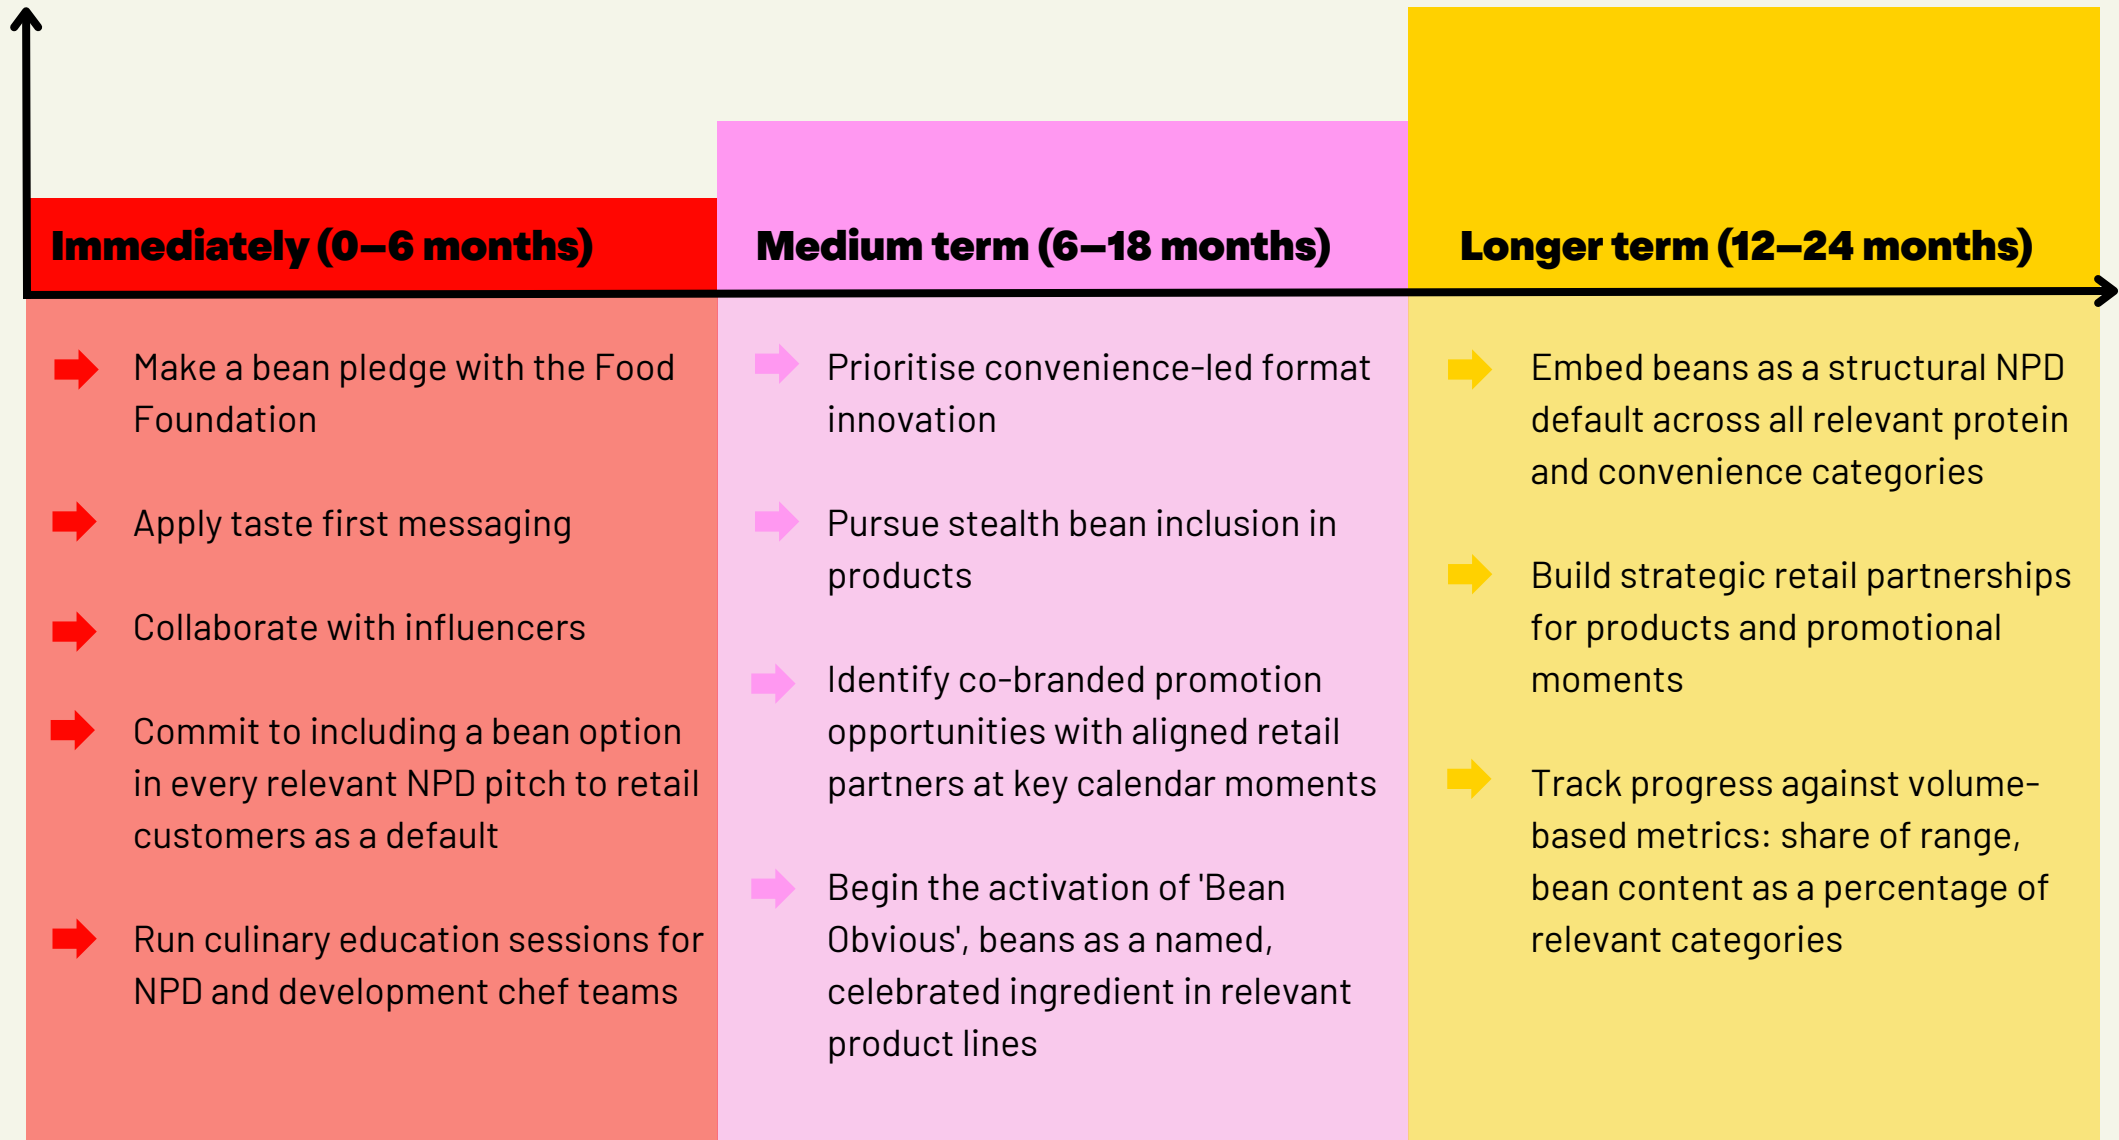 Immediately (0–6 months)
Make a bean pledge with the Food
Foundation
Apply taste first messaging
Collaborate with influencers
Commit to including a bean option
in every relevant NPD pitch to retail
customers as a default
Run culinary education sessions for
NPD and development chef teams
Medium term (6–18 months)
Prioritise convenience-led format
innovation
Pursue stealth bean inclusion in
products
Identify co-branded promotion
opportunities with aligned retail
partners at key calendar moments
Begin the activation of 'Bean
Obvious', beans as a named,
celebrated ingredient in relevant
product lines
Longer term (12–24 months)
Embed beans as a structural NPD
default across all relevant protein
and convenience categories
Build strategic retail partnerships
for products and promotional
moments
Track progress against volume-
based metrics: share of range,
bean content as a percentage of
relevant categories